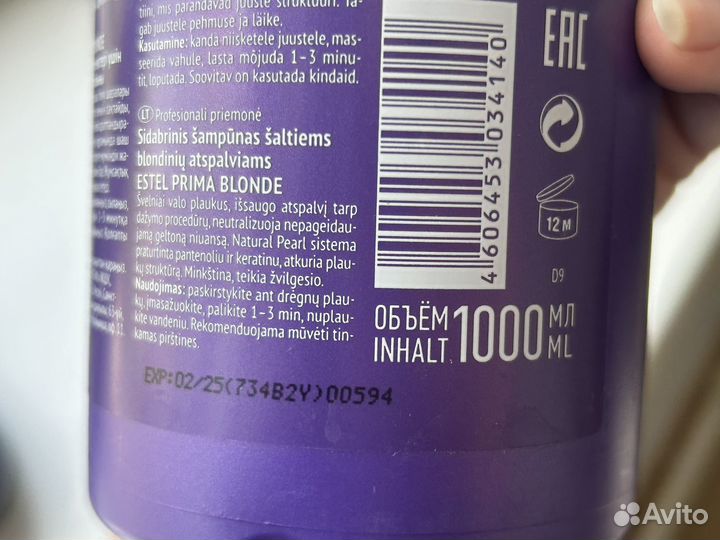 tiini, mis parandavad juuste struktuuri. Ta-
gab juustele pehmuse ja läike.
Kasutamine: kanda niisketele juustele, mas-
seerida vahule, lasta mõjuda 1–3 minu-
tit, loputada. Soovitav on kasutada kindaid.
LT Profesionali priemonė
Sidabrinis šampūnas šaltiems
blondinių atspalviams
ESTEL PRIMA BLONDE
Švelniai valo plaukus, išsaugo atspalvį tarp
dažymo procedūrų, neutralizuoja nepageidau-
jamą geltoną niuansą. Natural Pearl sistema
praturtinta pantenoliu ir keratinu, atkuria plau-
kų struktūrą. Minkština, teikia žvilgesio.
Naudojimas: paskirstykite ant drėgnų plau-
kų, įmasažuokite, palikite 1–3 min, nuplau-
kite vandeniu. Rekomenduojama mūvėti tin-
kamas pirštines.
4 606453 034140
EAC
12 M
D9
ОБЪЁМ 1000 МЛ
INHALT ML
EXP:02/25(734B2Y)00594
Avito